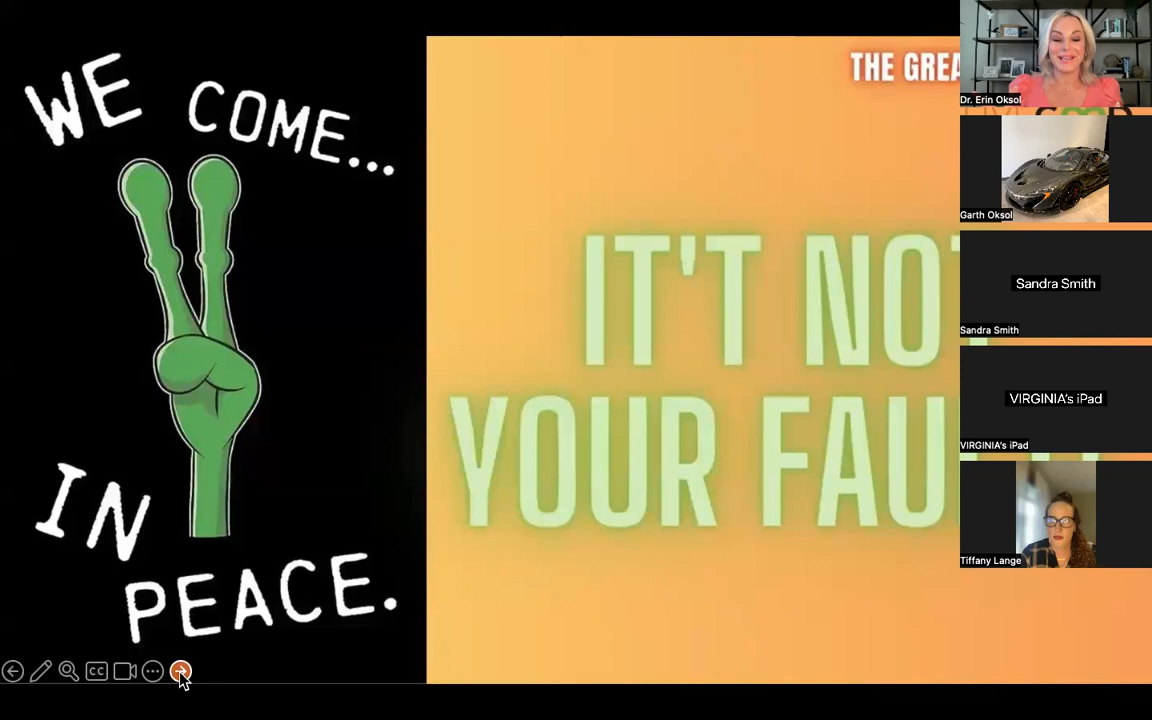 WE COME...
IN
PEACE.
THE GREA
IT'T NOT
YOUR FAU
CC
Dr. Erin Oksol
Garth Oksol
Sandra Smith
Sandra Smith
VIRGINIA's iPad
VIRGINIA's iPad
Tiffany Lange